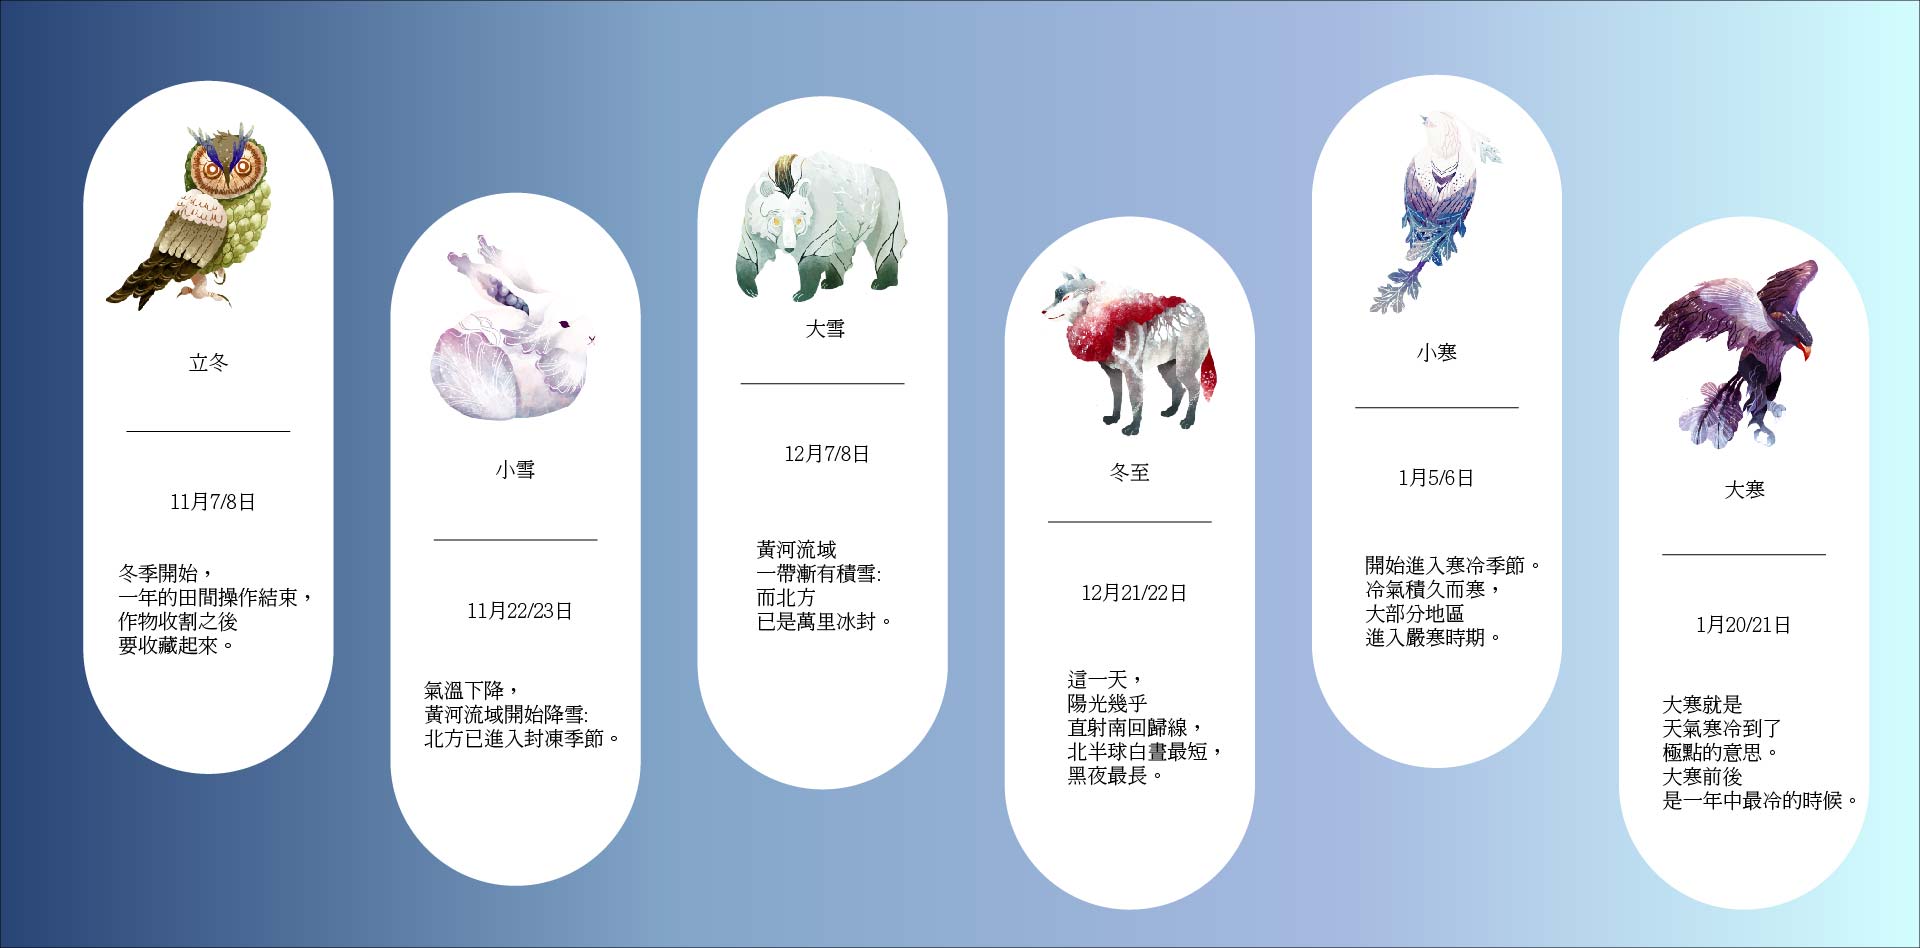 立冬
11月7/8日
冬季開始，
一年的田間操作結束，
作物收割之後
要收藏起來。
小雪
11月22/23日
氣溫下降，
黃河流域開始降雪:
北方已進入封凍季節。
大雪
12月7/8日
黃河流域
一帶漸有積雪:
而北方
已是萬里冰封。
冬至
12月21/22日
這一天，
陽光幾乎
直射南回歸線，
北半球白晝最短，
黑夜最長。
小寒
1月5/6日
開始進入寒冷季節。
冷氣積久而寒，
大部分地區
進入嚴寒時期。
大寒
1月20/21日
大寒就是
天氣寒冷到了
極點的意思。
大寒前後
是一年中最冷的時候。